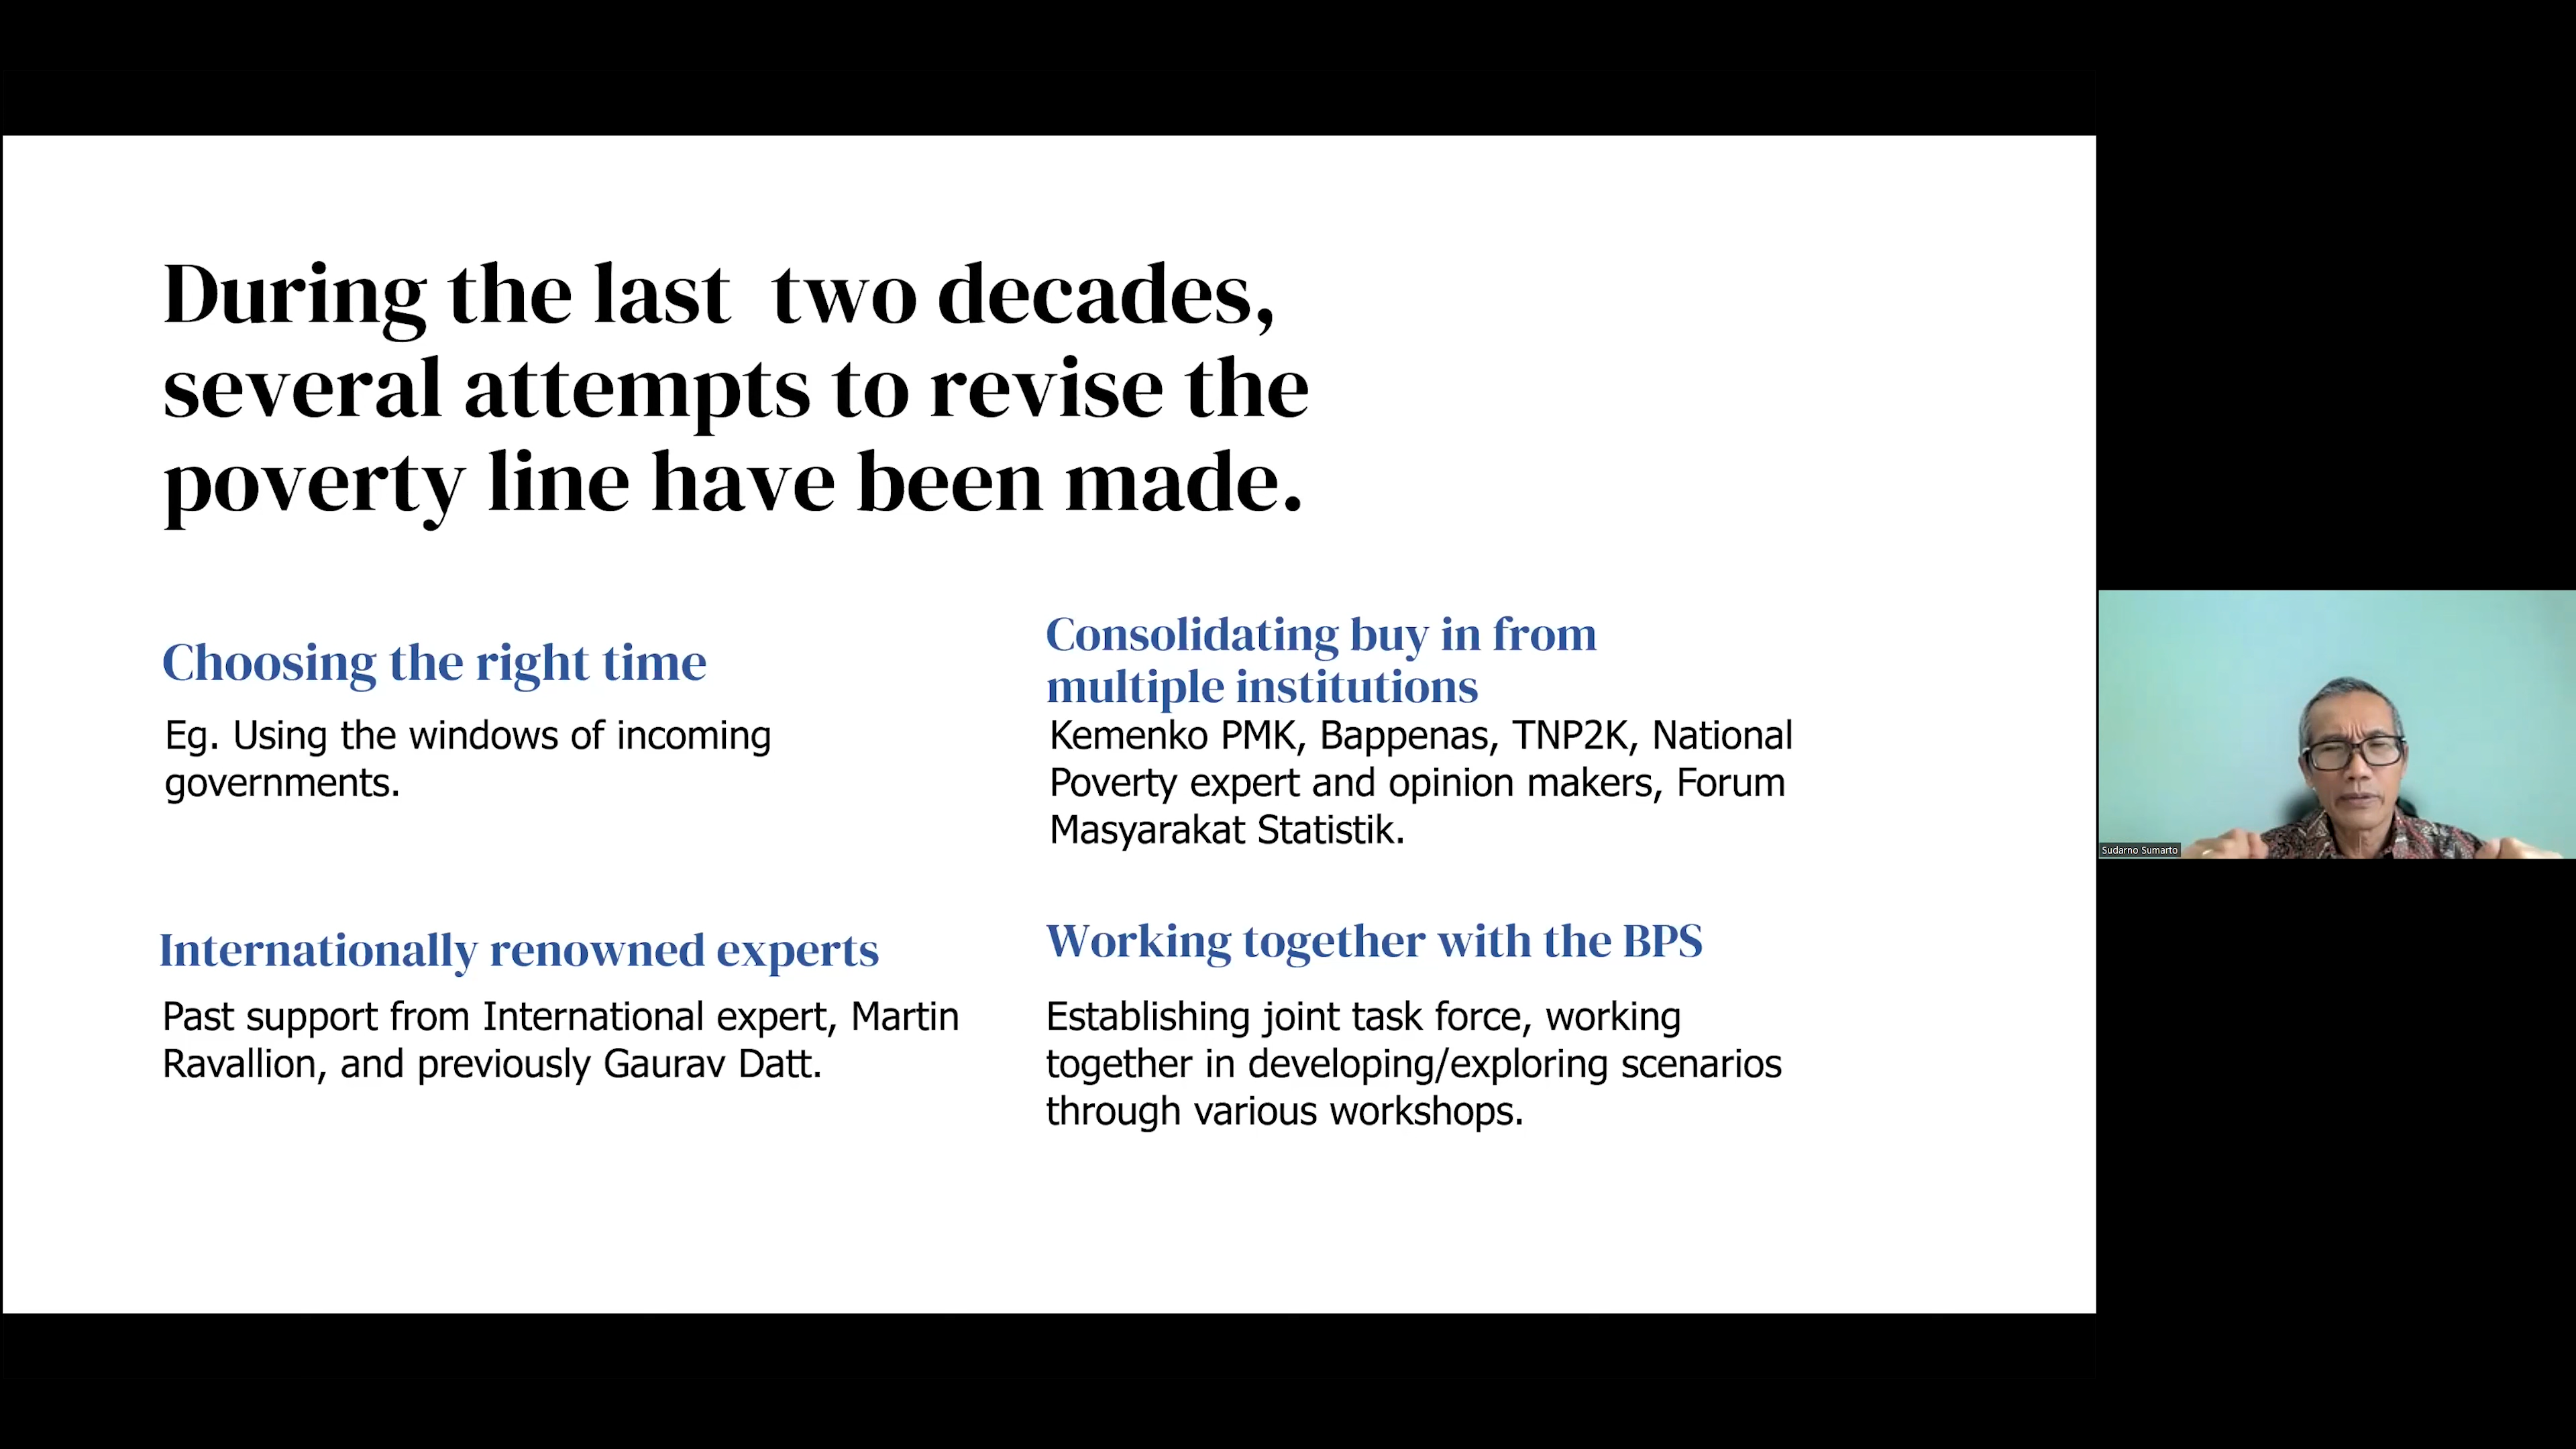 During the last two decades,
several attempts to revise the
poverty line have been made.
Choosing the right time
Eg. Using the windows of incoming
governments.
Consolidating buy in from
multiple institutions
Kemenko PMK, Bappenas, TNP2K, National
Poverty expert and opinion makers, Forum
Masyarakat Statistik.
Internationally renowned experts
Past support from International expert, Martin
Ravallion, and previously Gaurav Datt.
Working together with the BPS
Establishing joint task force, working
together in developing/exploring scenarios
through various workshops.
Sudarno Sumarto